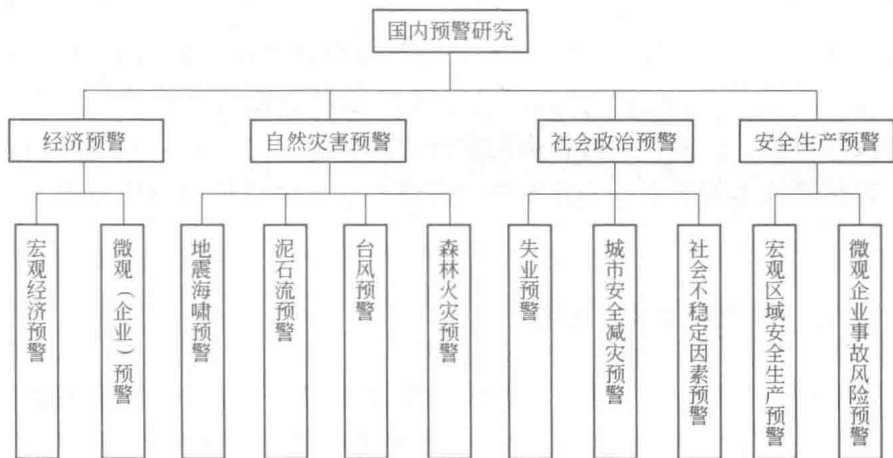 国内预警研究
经济预警
自然灾害预警
社会政治预警
安全生产预警
宏观经济预警
微观（企业）预警
地震海啸预警
泥石流预警
台风预警
森林火灾预警
失业预警
城市安全减灾预警
社会不稳定因素预警
宏观区域安全生产预警
微观企业事故风险预警